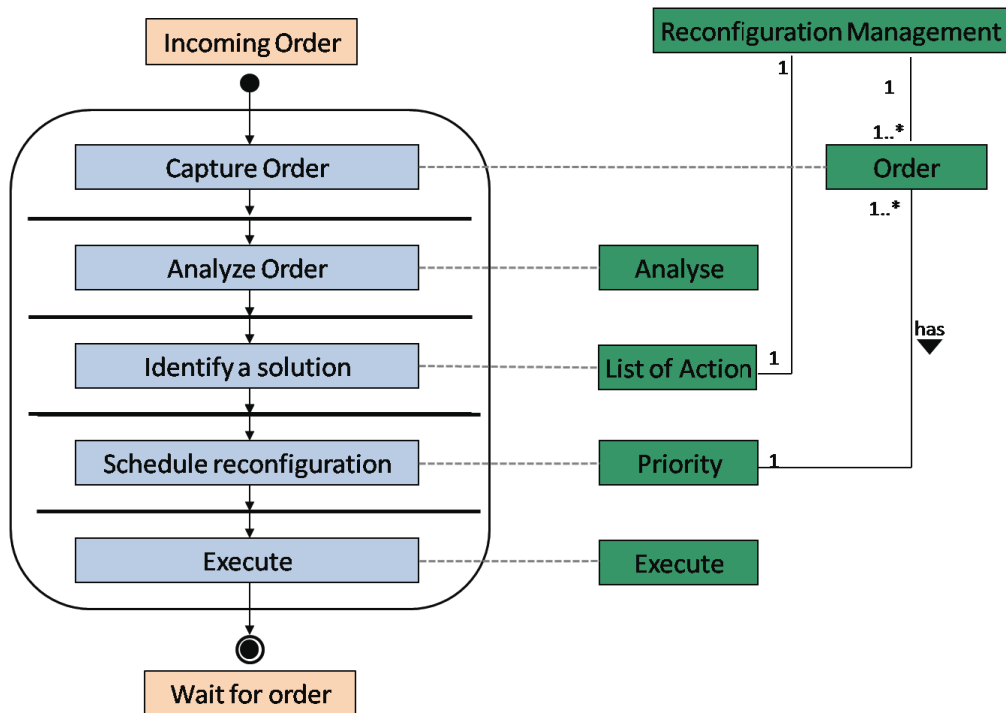 Incoming Order
Reconfiguration Management
1
1
1..*
Capture Order
Order
1..*
Analyze Order
Analyse
has
Identify a solution
List of Action
1
Schedule reconfiguration
Priority
1
Execute
Execute
Wait for order